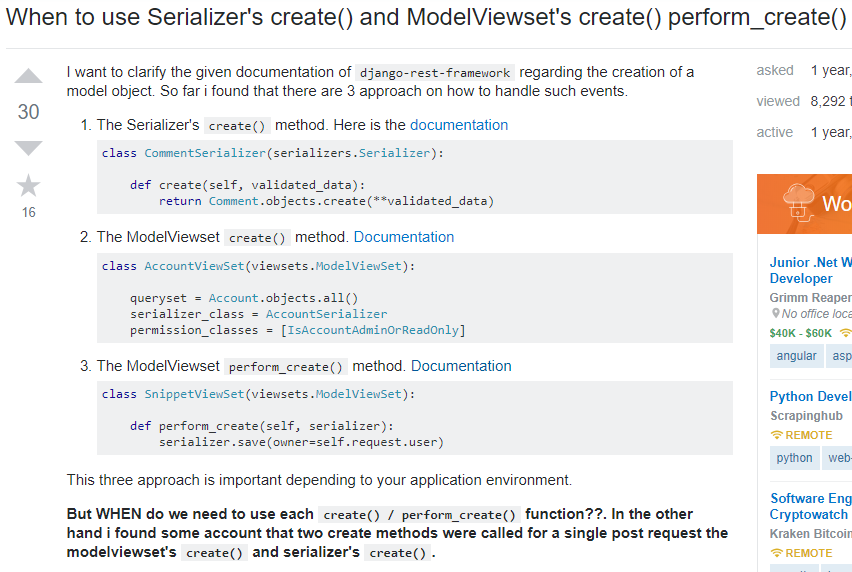 When to use Serializer's create() and ModelViewset's create() perform_create()
30
16
I want to clarify the given documentation of django-rest-framework regarding the creation of a
model object. So far i found that there are 3 approach on how to handle such events.
1. The Serializer's create() method. Here is the documentation
class CommentSerializer(serializers.Serializer):
def create(self, validated_data):
return Comment.objects.create(**validated_data)
2. The ModelViewset create() method. Documentation
class AccountViewSet(viewsets.ModelViewSet):
queryset = Account.objects.all()
serializer_class = AccountSerializer
permission_classes = [IsAccountAdminOrReadOnly]
3. The ModelViewset perform_create() method. Documentation
class SnippetViewSet(viewsets.ModelViewSet):
def perform_create(self, serializer):
serializer.save(owner=self.request.user)
This three approach is important depending to your application environment.
But WHEN do we need to use each create() / perform_create() function??. In the other
hand i found some account that two create methods were called for a single post request the
modelviewset's create() and serializer's create().
asked 1 year,
viewed 8,292 t
active 1 year,
Wo
Junior .Net W
Developer
Grimm Reaper
No office loca
$40K - $60K
angular asp
Python Devel
Scrapinghub
REMOTE
python web-
Software Eng
Cryptowatch
Kraken Bitcoin
REMOTE